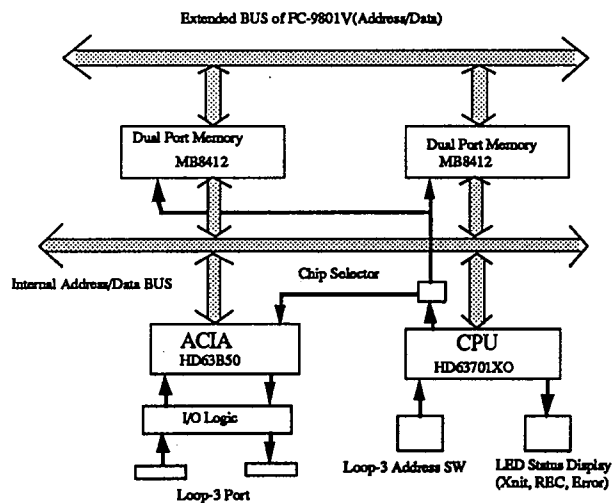 Extended BUS of PC-9801V(Address/Data)
Dual Port Memory
MB8412
Dual Port Memory
MB8412
Internal Address/Data BUS
Chip Selector
ACIA
HD63B50
CPU
HD63701XO
I/O Logic
Loop-3 Port
Loop-3 Address SW
LED Status Display
(Xnit, REC, Error)